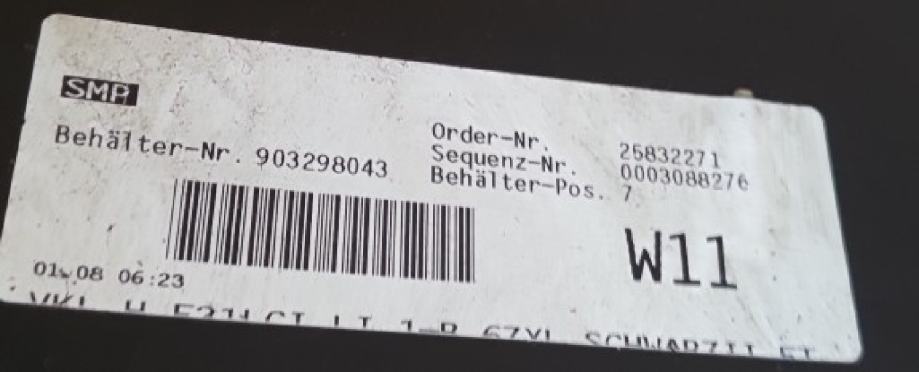 SMP
Behälter-Nr. 903298043
Order-Nr. 25832271
Sequenz-Nr. 0003088276
Behälter-Pos. 7
W11
01.08 06:23